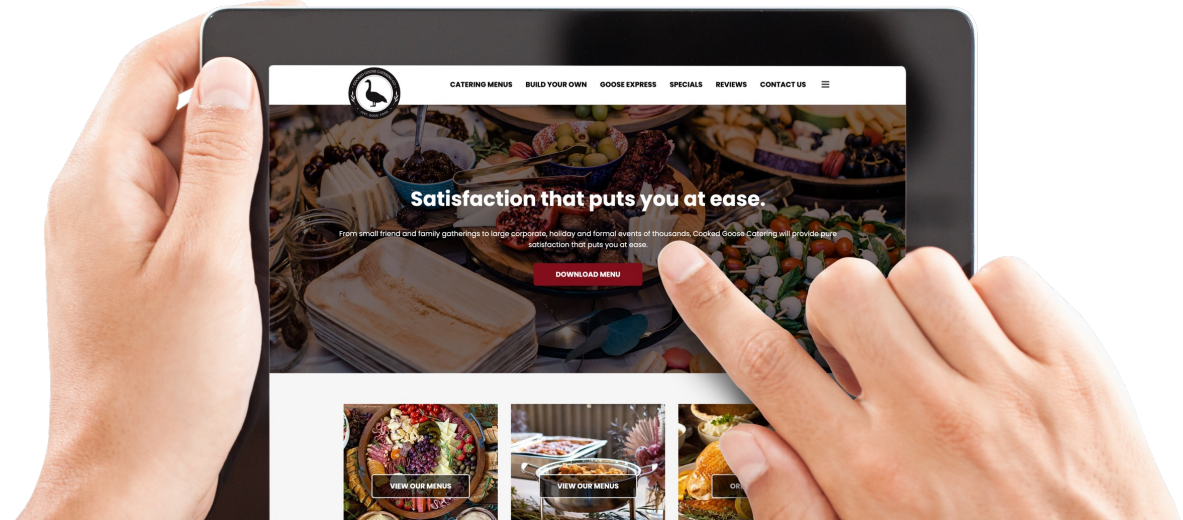 CATERING MENUS BUILD YOUR OWN GOOSE EXPRESS SPECIALS REVIEWS CONTACT US
Satisfaction that puts you at ease.
From small friend and family gatherings to large corporate, holiday and formal events of thousands, Cooked Goose Catering will provide pure
satisfaction that puts you at ease.
DOWNLOAD MENU
VIEW OUR MENUS VIEW OUR MENUS OR